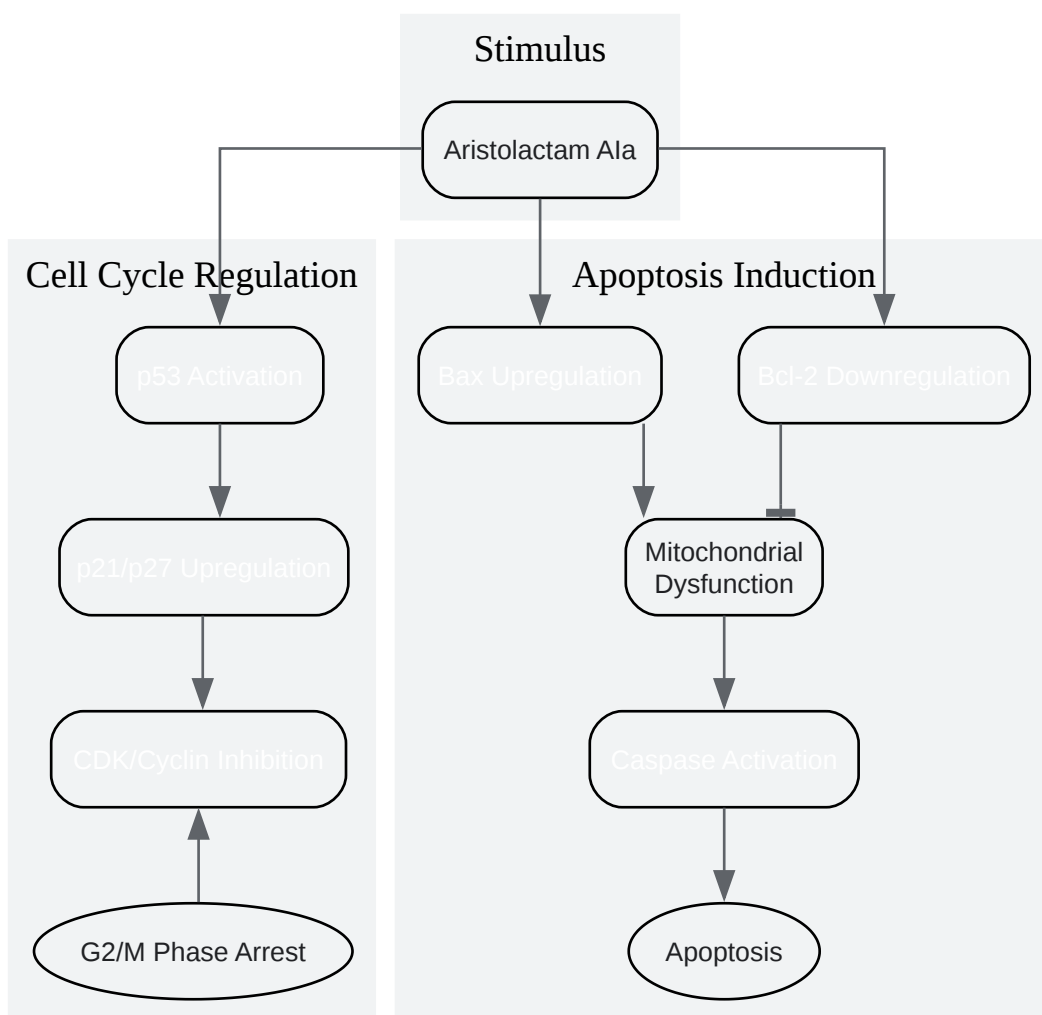 Stimulus
Aristolactam AIa
Cell Cycle Regulation
Apoptosis Induction
p53 Activation
Bax Upregulation
Bcl-2 Downregulation
p21/p27 Upregulation
Mitochondrial
Dysfunction
CDK/Cyclin Inhibition
Caspase Activation
G2/M Phase Arrest
Apoptosis